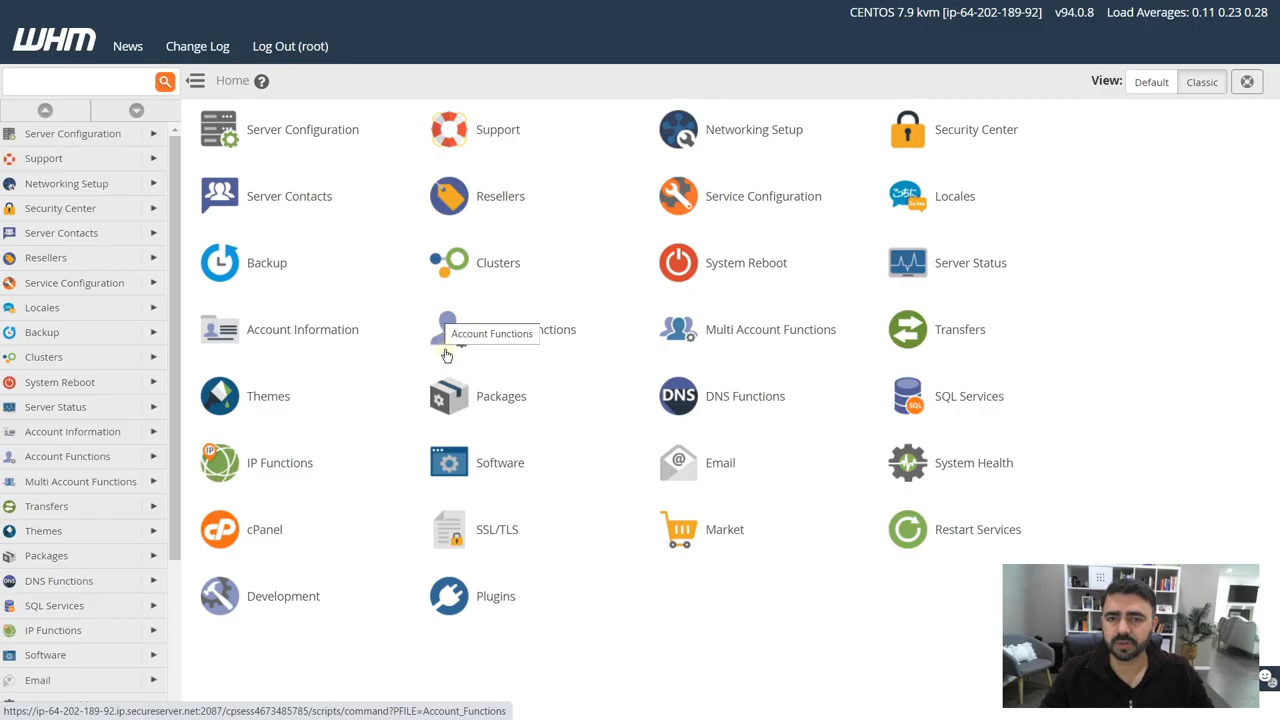 CENTOS 7.9 kvm [ip-64-202-189-92] v94.0.8 Load Averages: 0.11 0.23 0.28
WHM News Change Log Log Out (root)
Home ?
View: Default Classic
Server Configuration
Support
Networking Setup
Security Center
Server Contacts
Resellers
Service Configuration
Locales
Backup
Clusters
System Reboot
Server Status
Account Information
Account Functions
Multi Account Functions
Transfers
Themes
Packages
DNS Functions
SQL Services
IP Functions
Software
Email
Server Configuration Support Networking Setup Security Center
Server Contacts Resellers Service Configuration Locales
Backup Clusters System Reboot Server Status
Account Information Account Functions nctions Multi Account Functions Transfers
Themes Packages DNS DNS Functions SQL SQL Services
IP IP Functions Software @ Email System Health
cP cPanel SSL/TLS Market Restart Services
Development Plugins
https://ip-64-202-189-92.ip.secureserver.net:2087/cpsess4673485785/scripts/command?PFILE=Account_Functions